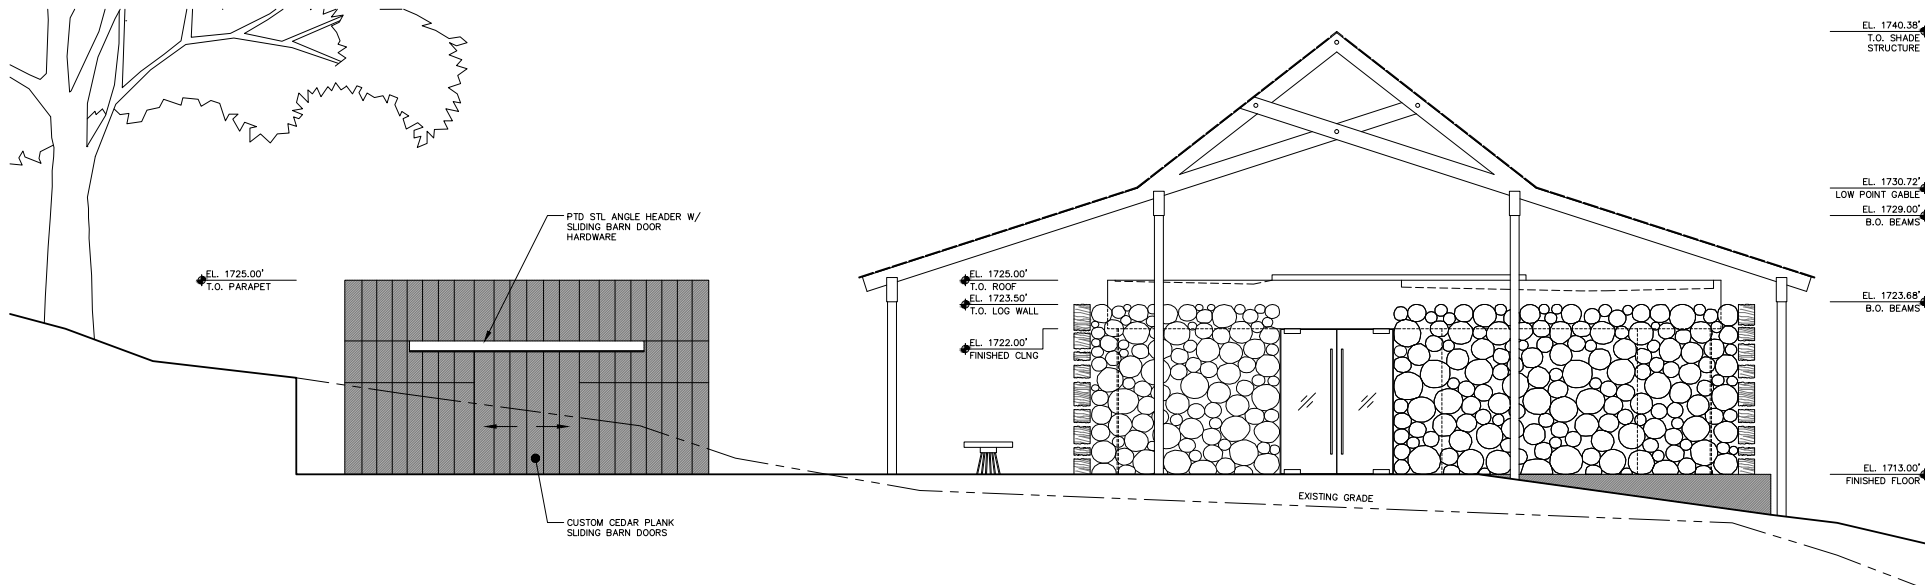 EL. 1740.38'
T.O. SHADE
STRUCTURE
EL. 1730.72'
LOW POINT GABLE
EL. 1729.00'
B.O. BEAMS
PTD STL ANGLE HEADER W/
SLIDING BARN DOOR
HARDWARE
EL. 1725.00'
T.O. PARAPET
EL. 1725.00'
T.O. ROOF
EL. 1723.50'
T.O. LOG WALL
EL. 1723.68'
B.O. BEAMS
EL. 1722.00'
FINISHED CLNG
EL. 1713.00'
FINISHED FLOOR
EXISTING GRADE
CUSTOM CEDAR PLANK
SLIDING BARN DOORS